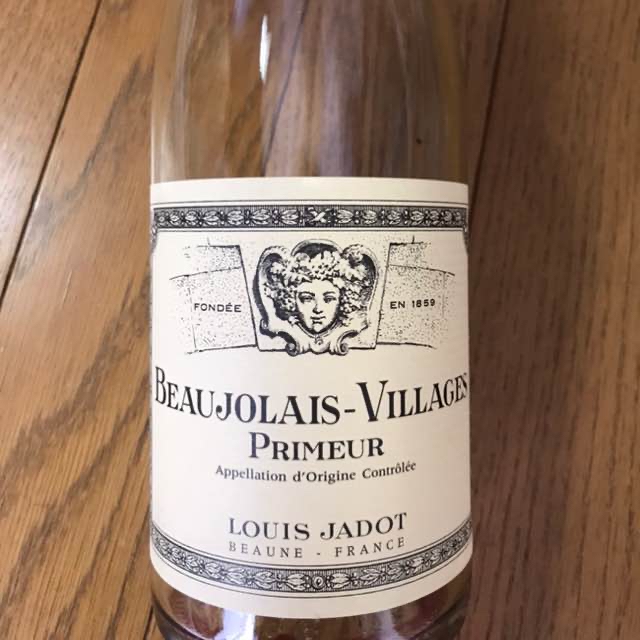 FONDÉE EN 1859
BEAUJOLAIS-VILLAGES
PRIMEUR
Appellation d'Origine Contrôlée
LOUIS JADOT
BEAUNE - FRANCE